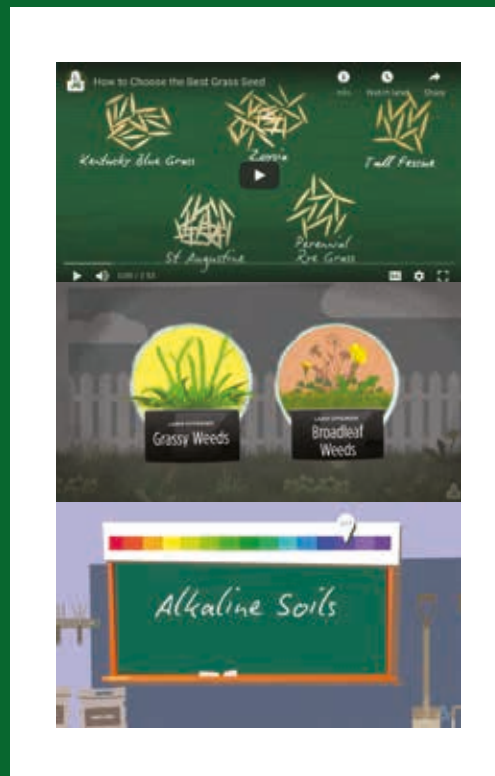 How to Choose the Best Grass Seed
Info
Watch later
Share
Kentucky Blue Grass
Zoysia
Tall Fescue
St Augustine
Perennial
Rye Grass
Grassy Weeds
Broadleaf
Weeds
Alkaline Soils